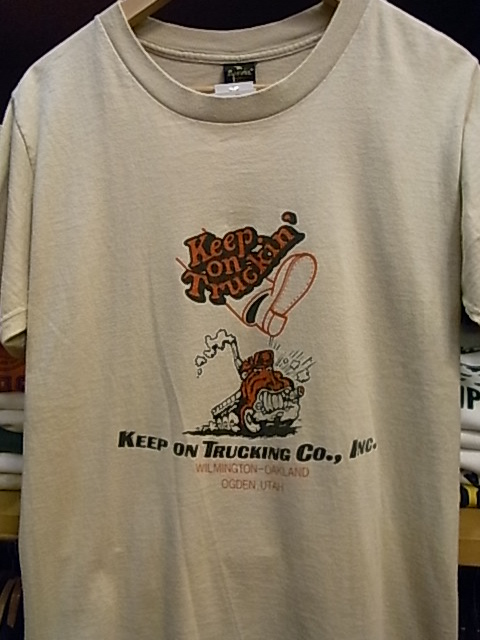 Keep
on
Truckin'
KEEP ON TRUCKING CO., INC.
WILMINGTON-OAKLAND
OGDEN, UTAH